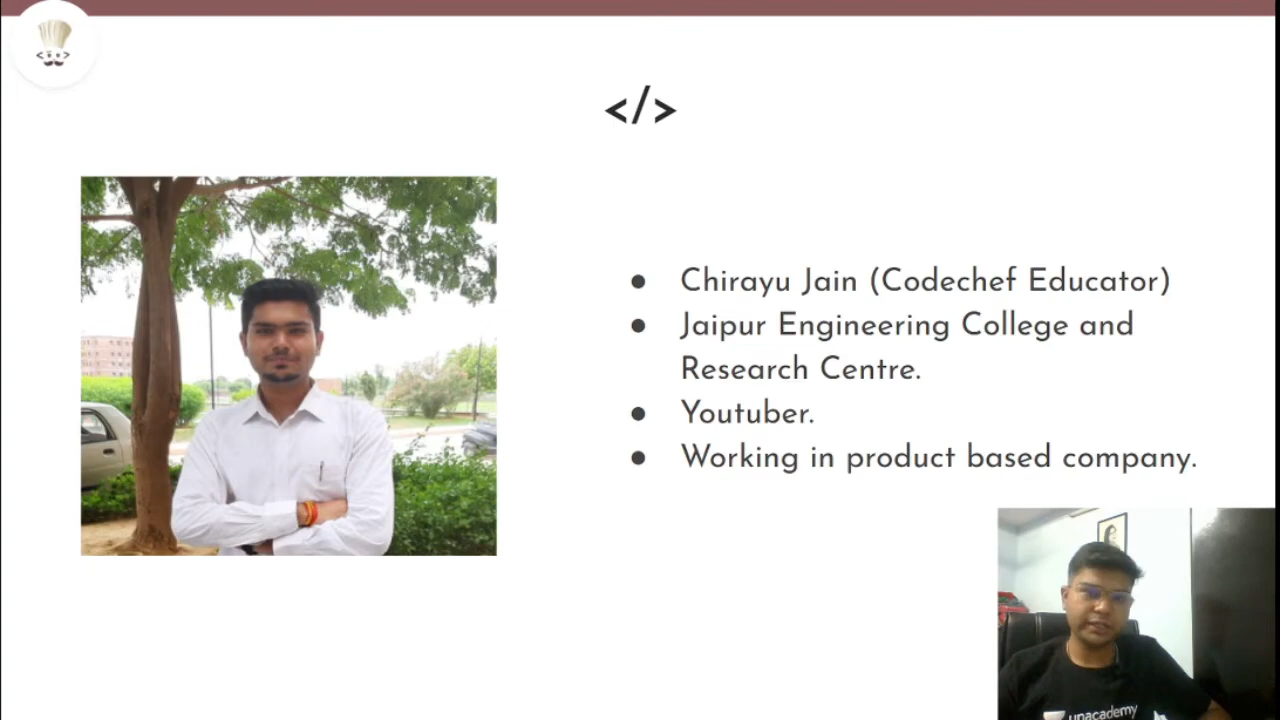 </>
● Chirayu Jain (Codechef Educator)
● Jaipur Engineering College and
Research Centre.
● Youtuber.
● Working in product based company.
unacademy